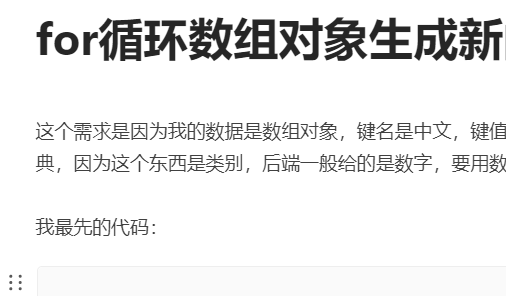 for循环数组对象生成新
这个需求是因为我的数据是数组对象，键名是中文，键值
典，因为这个东西是类别，后端一般给的是数字，要用数
我最先的代码：